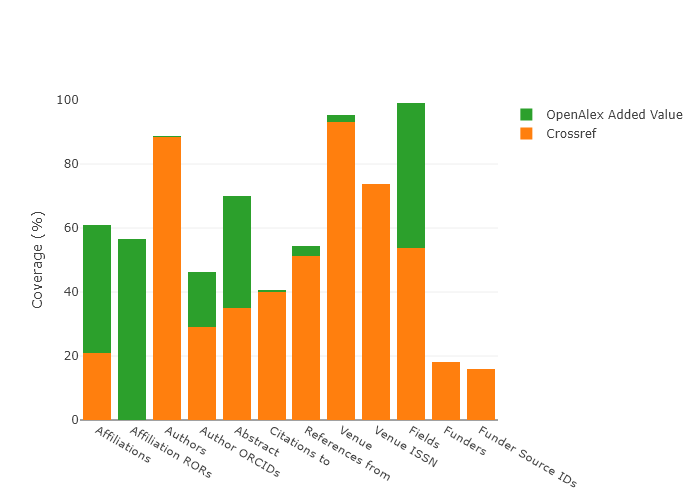 100
80
60
40
20
0
Coverage (%)
OpenAlex Added Value
Crossref
Affiliations
Affiliation RORs
Authors
Author ORCIDs
Abstract
Citations to
References from
Venue
Venue ISSN
Fields
Funders
Funder Source IDs